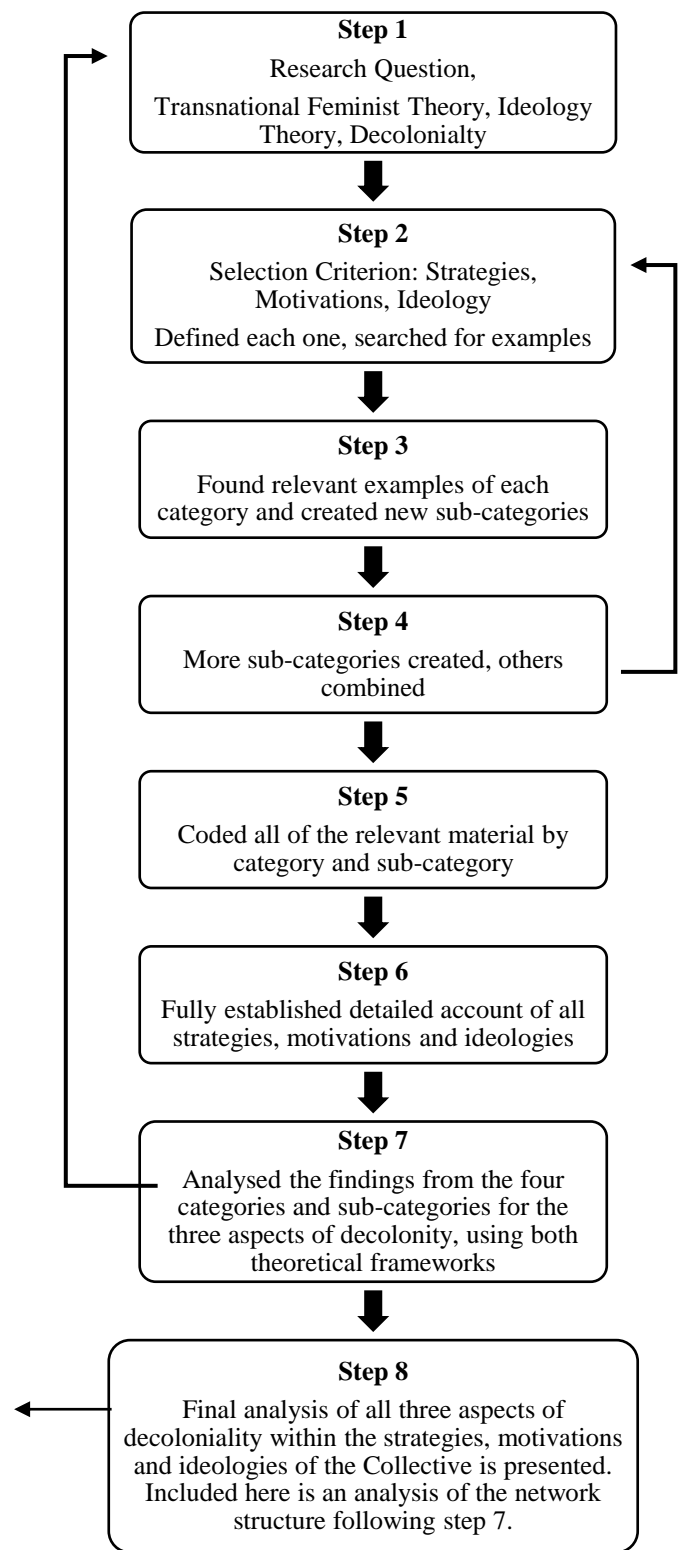 Step 1
Research Question,
Transnational Feminist Theory, Ideology
Theory, Decolonialty
Step 2
Selection Criterion: Strategies,
Motivations, Ideology
Defined each one, searched for examples
Step 3
Found relevant examples of each
category and created new sub-categories
Step 4
More sub-categories created, others
combined
Step 5
Coded all of the relevant material by
category and sub-category
Step 6
Fully established detailed account of all
strategies, motivations and ideologies
Step 7
Analysed the findings from the four
categories and sub-categories for the
three aspects of decolonity, using both
theoretical frameworks
Step 8
Final analysis of all three aspects of
decoloniality within the strategies, motivations
and ideologies of the Collective is presented.
Included here is an analysis of the network
structure following step 7.